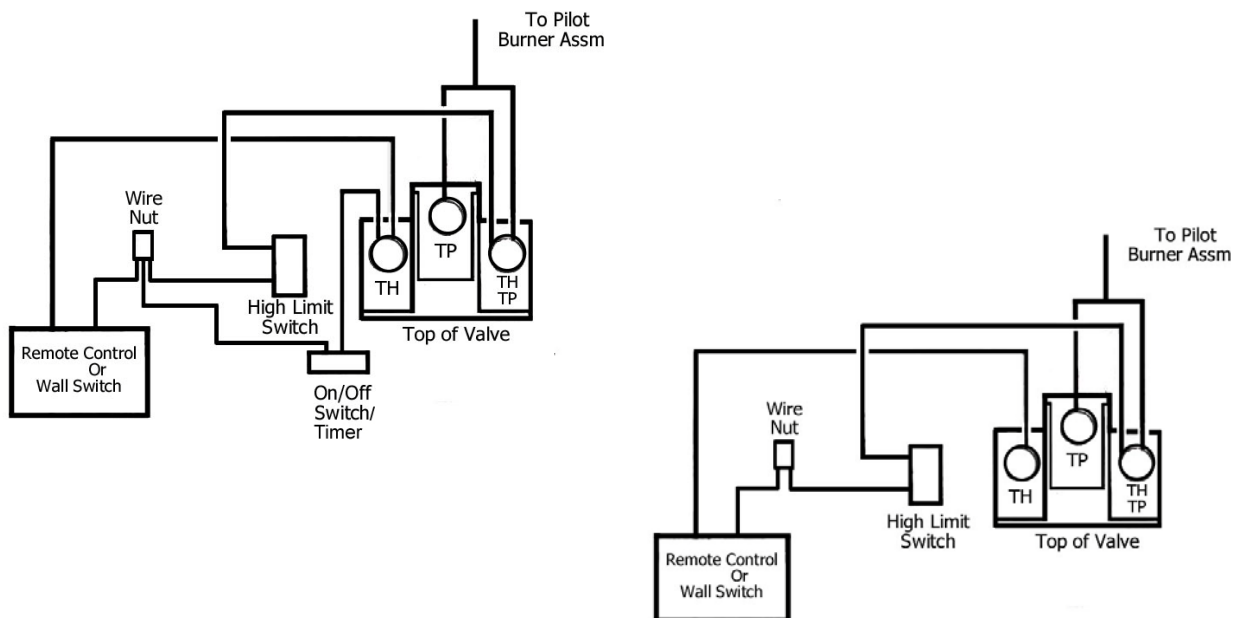 To Pilot
Burner Assm
Wire
Nut
TP
TH
TH
TP
High Limit
Switch
Top of Valve
Remote Control
Or
Wall Switch
On/Off
Switch/
Timer
To Pilot
Burner Assm
Wire
Nut
TP
TH
TH
TP
High Limit
Switch
Top of Valve
Remote Control
Or
Wall Switch